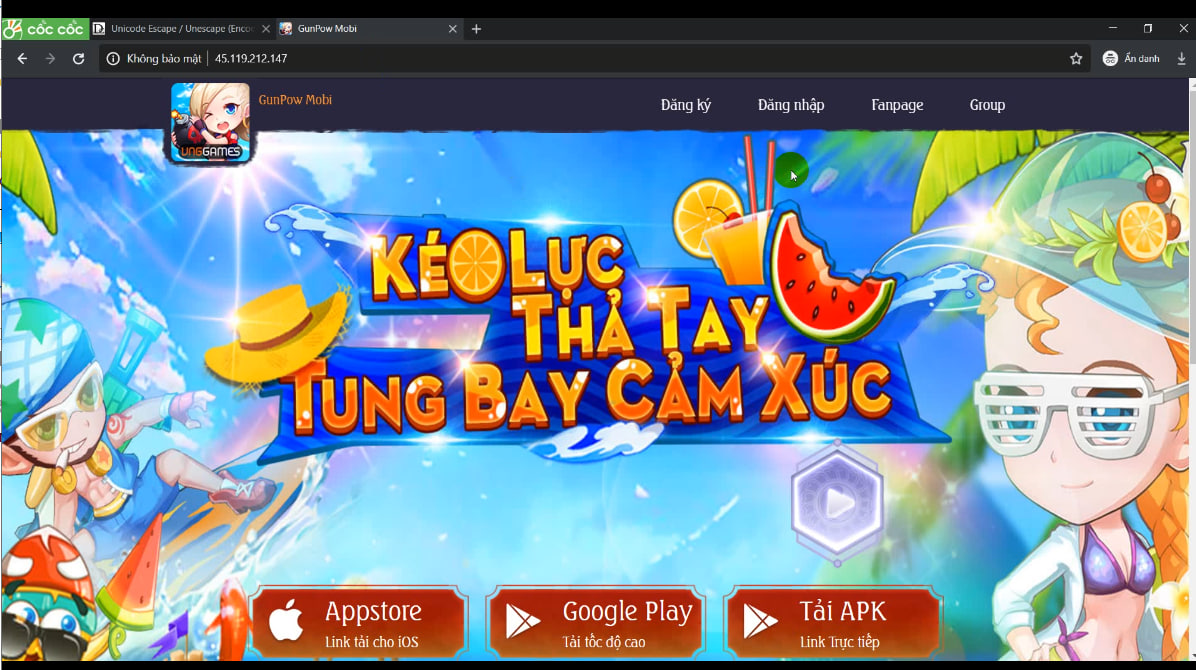 cốc cốc
Unicode Escape / Unescape (Enco
GunPow Mobi
Không bảo mật
45.119.212.147
Ẩn danh
VNGGAMES
GunPow Mobi
Đăng ký
Đăng nhập
Fanpage
Group
KÉO LỰC
THẢ TAY
TUNG BAY CẢM XÚC
Appstore
Link tải cho iOS
Google Play
Tải tốc độ cao
Tải APK
Link Trực tiếp